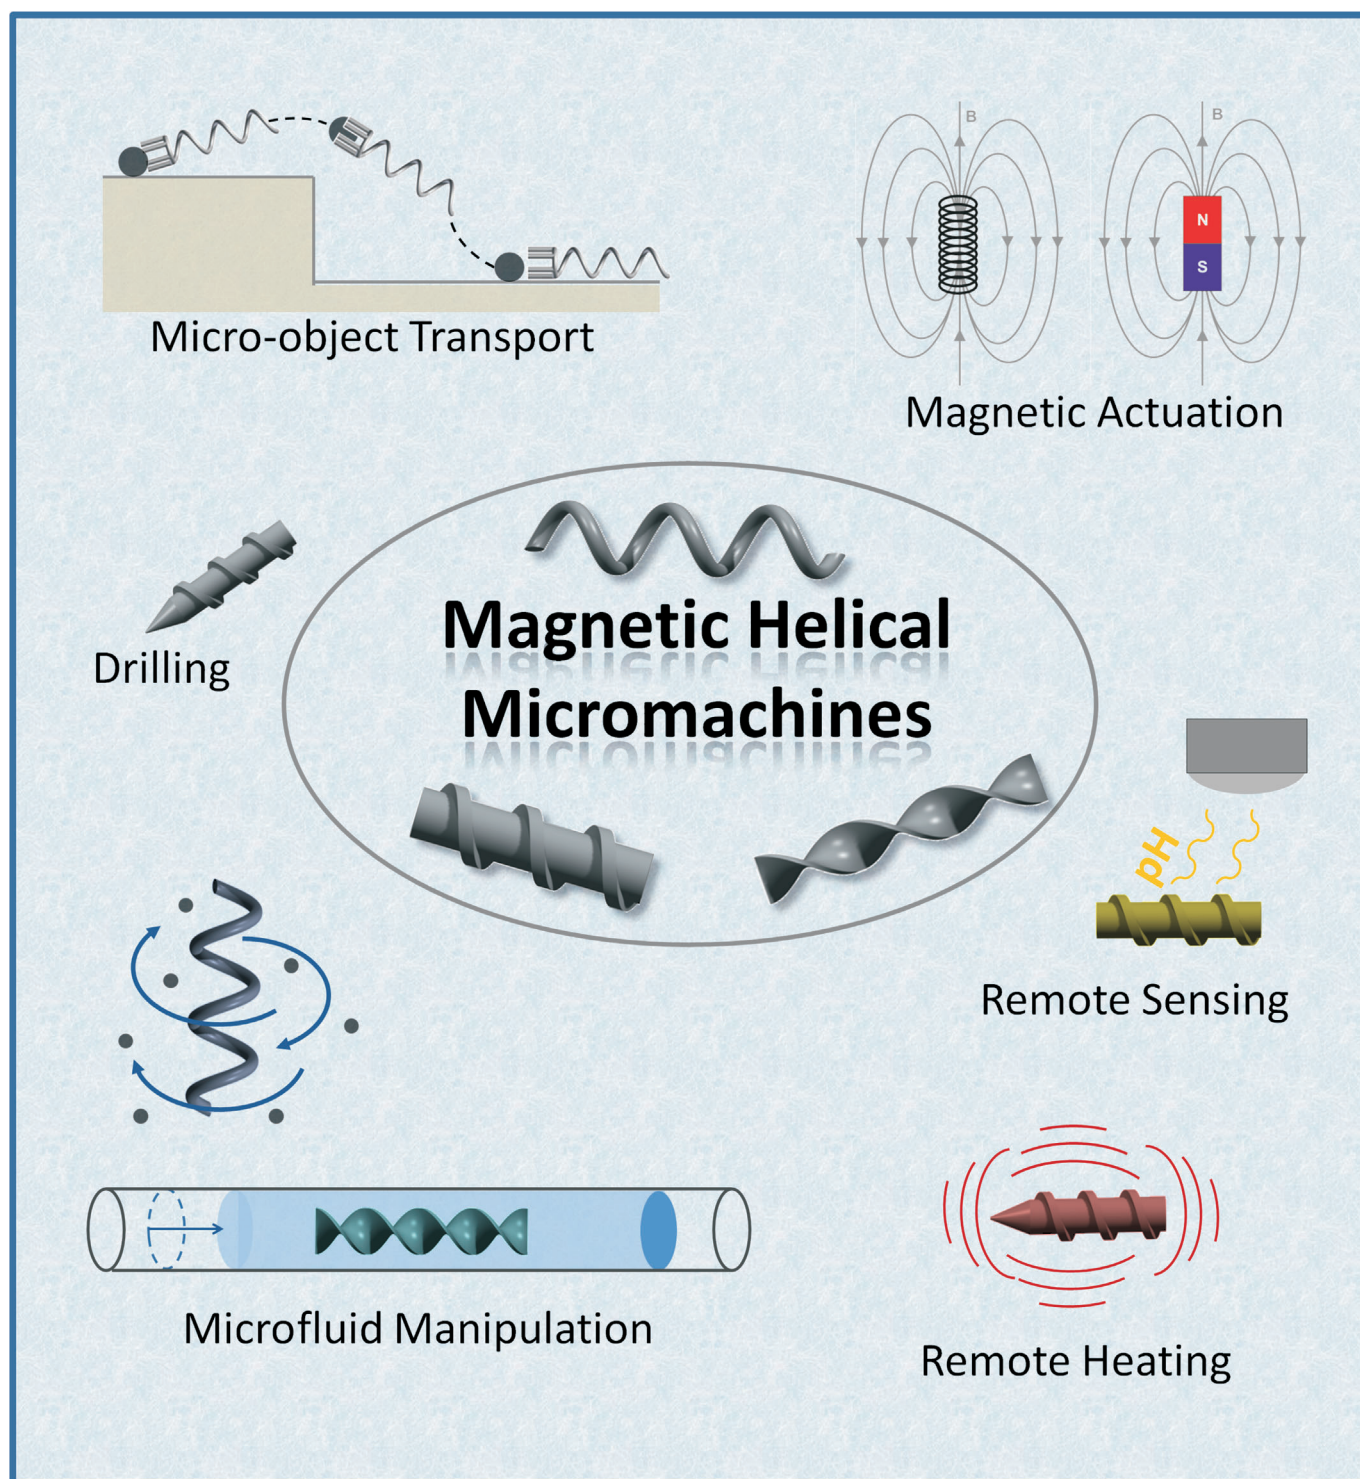 B
B
N
S
Micro-object Transport
Magnetic Actuation
Magnetic Helical
Micromachines
Drilling
pH
Remote Sensing
Microfluid Manipulation
Remote Heating